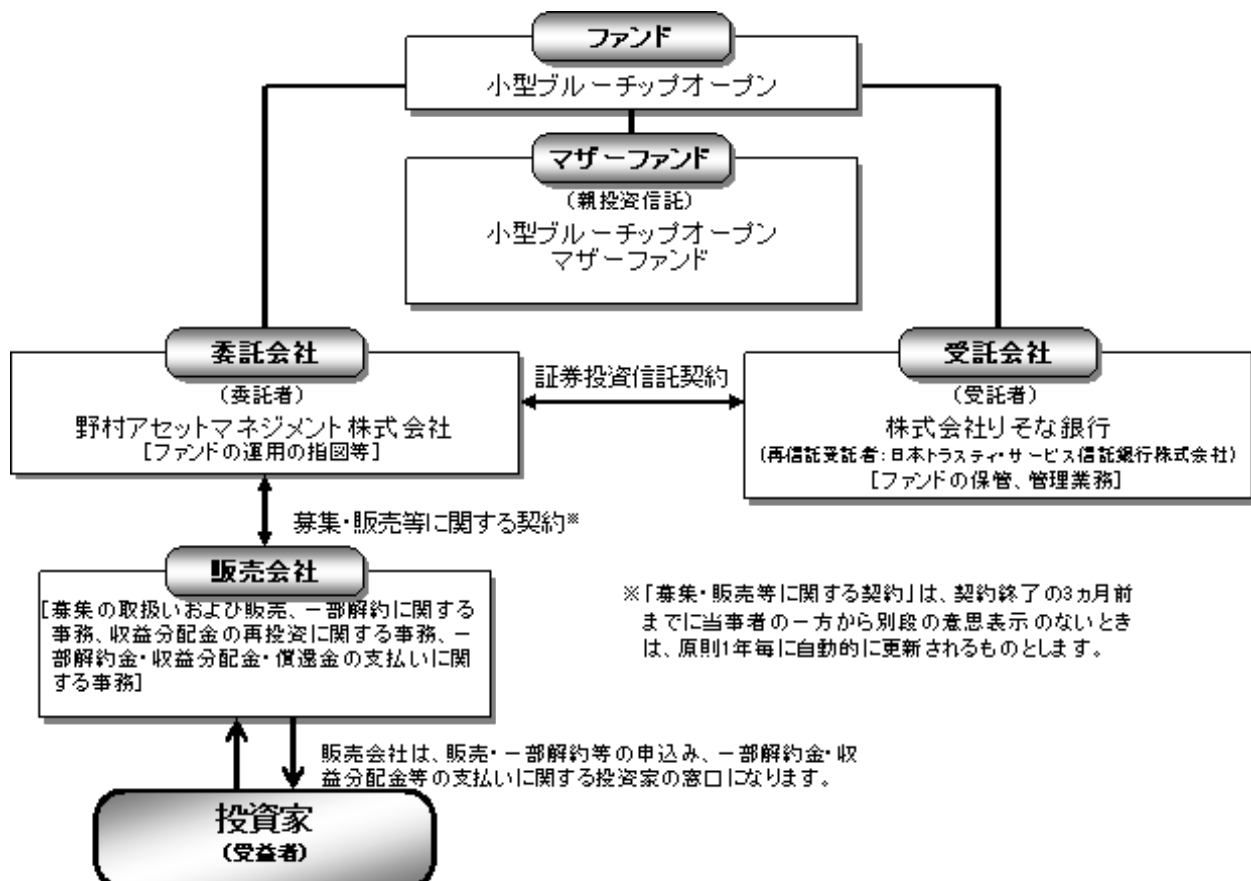 ファンド
小型ブルーチップオープン
マザーファンド
(親投資信託)
小型ブルーチップオープン
マザーファンド
委託会社
(委託者)
野村アセットマネジメント株式会社
[ファンドの運用の指図等]
証券投資信託契約
受託会社
(受託者)
株式会社りそな銀行
(再信託受託者:日本トラスティ・サービス信託銀行株式会社)
[ファンドの保管、管理業務]
募集・販売等に関する契約※
販売会社
[募集の取扱いおよび販売、一部解約に関する
事務、収益分配金の再投資に関する事務、一
部解約金・収益分配金・償還金の支払いに関
する事務]
※「募集・販売等に関する契約」は、契約終了の3ヵ月前
までに当事者の一方から別段の意思表示のないとき
は、原則1年毎に自動的に更新されるものとします。
販売会社は、販売・一部解約等の申込み、一部解約金・収
益分配金等の支払いに関する投資家の窓口になります。
投資家
(受益者)